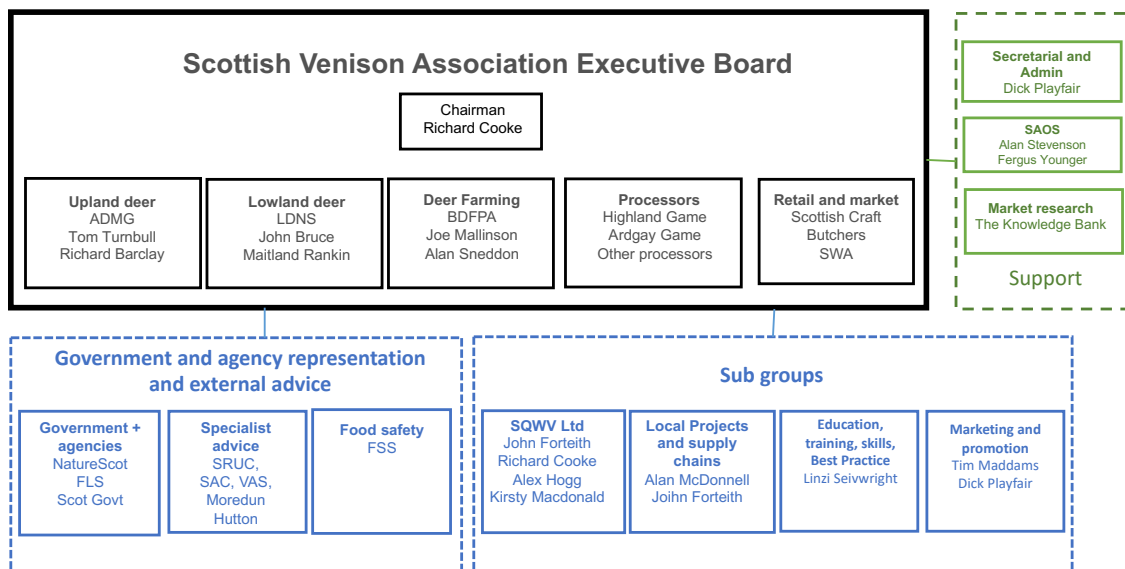 Scottish Venison Association Executive Board
Chairman
Richard Cooke
Upland deer
ADMG
Tom Turnbull
Richard Barclay
Lowland deer
LDNS
John Bruce
Maitland Rankin
Deer Farming
BDFPA
Joe Mallinson
Alan Sneddon
Processors
Highland Game
Ardgay Game
Other processors
Retail and market
Scottish Craft
Butchers
SWA
Secretarial and
Admin
Dick Playfair
SAOS
Alan Stevenson
Fergus Younger
Market research
The Knowledge Bank
Support
Government and agency representation
and external advice
Government +
agencies
NatureScot
FLS
Scot Govt
Specialist
advice
SRUC,
SAC, VAS,
Moredun
Hutton
Food safety
FSS
Sub groups
SQWV Ltd
John Forteith
Richard Cooke
Alex Hogg
Kirsty Macdonald
Local Projects
and supply
chains
Alan McDonnell
Joihn Forteith
Education,
training, skills,
Best Practice
Linzi Seivwright
Marketing and
promotion
Tim Maddams
Dick Playfair